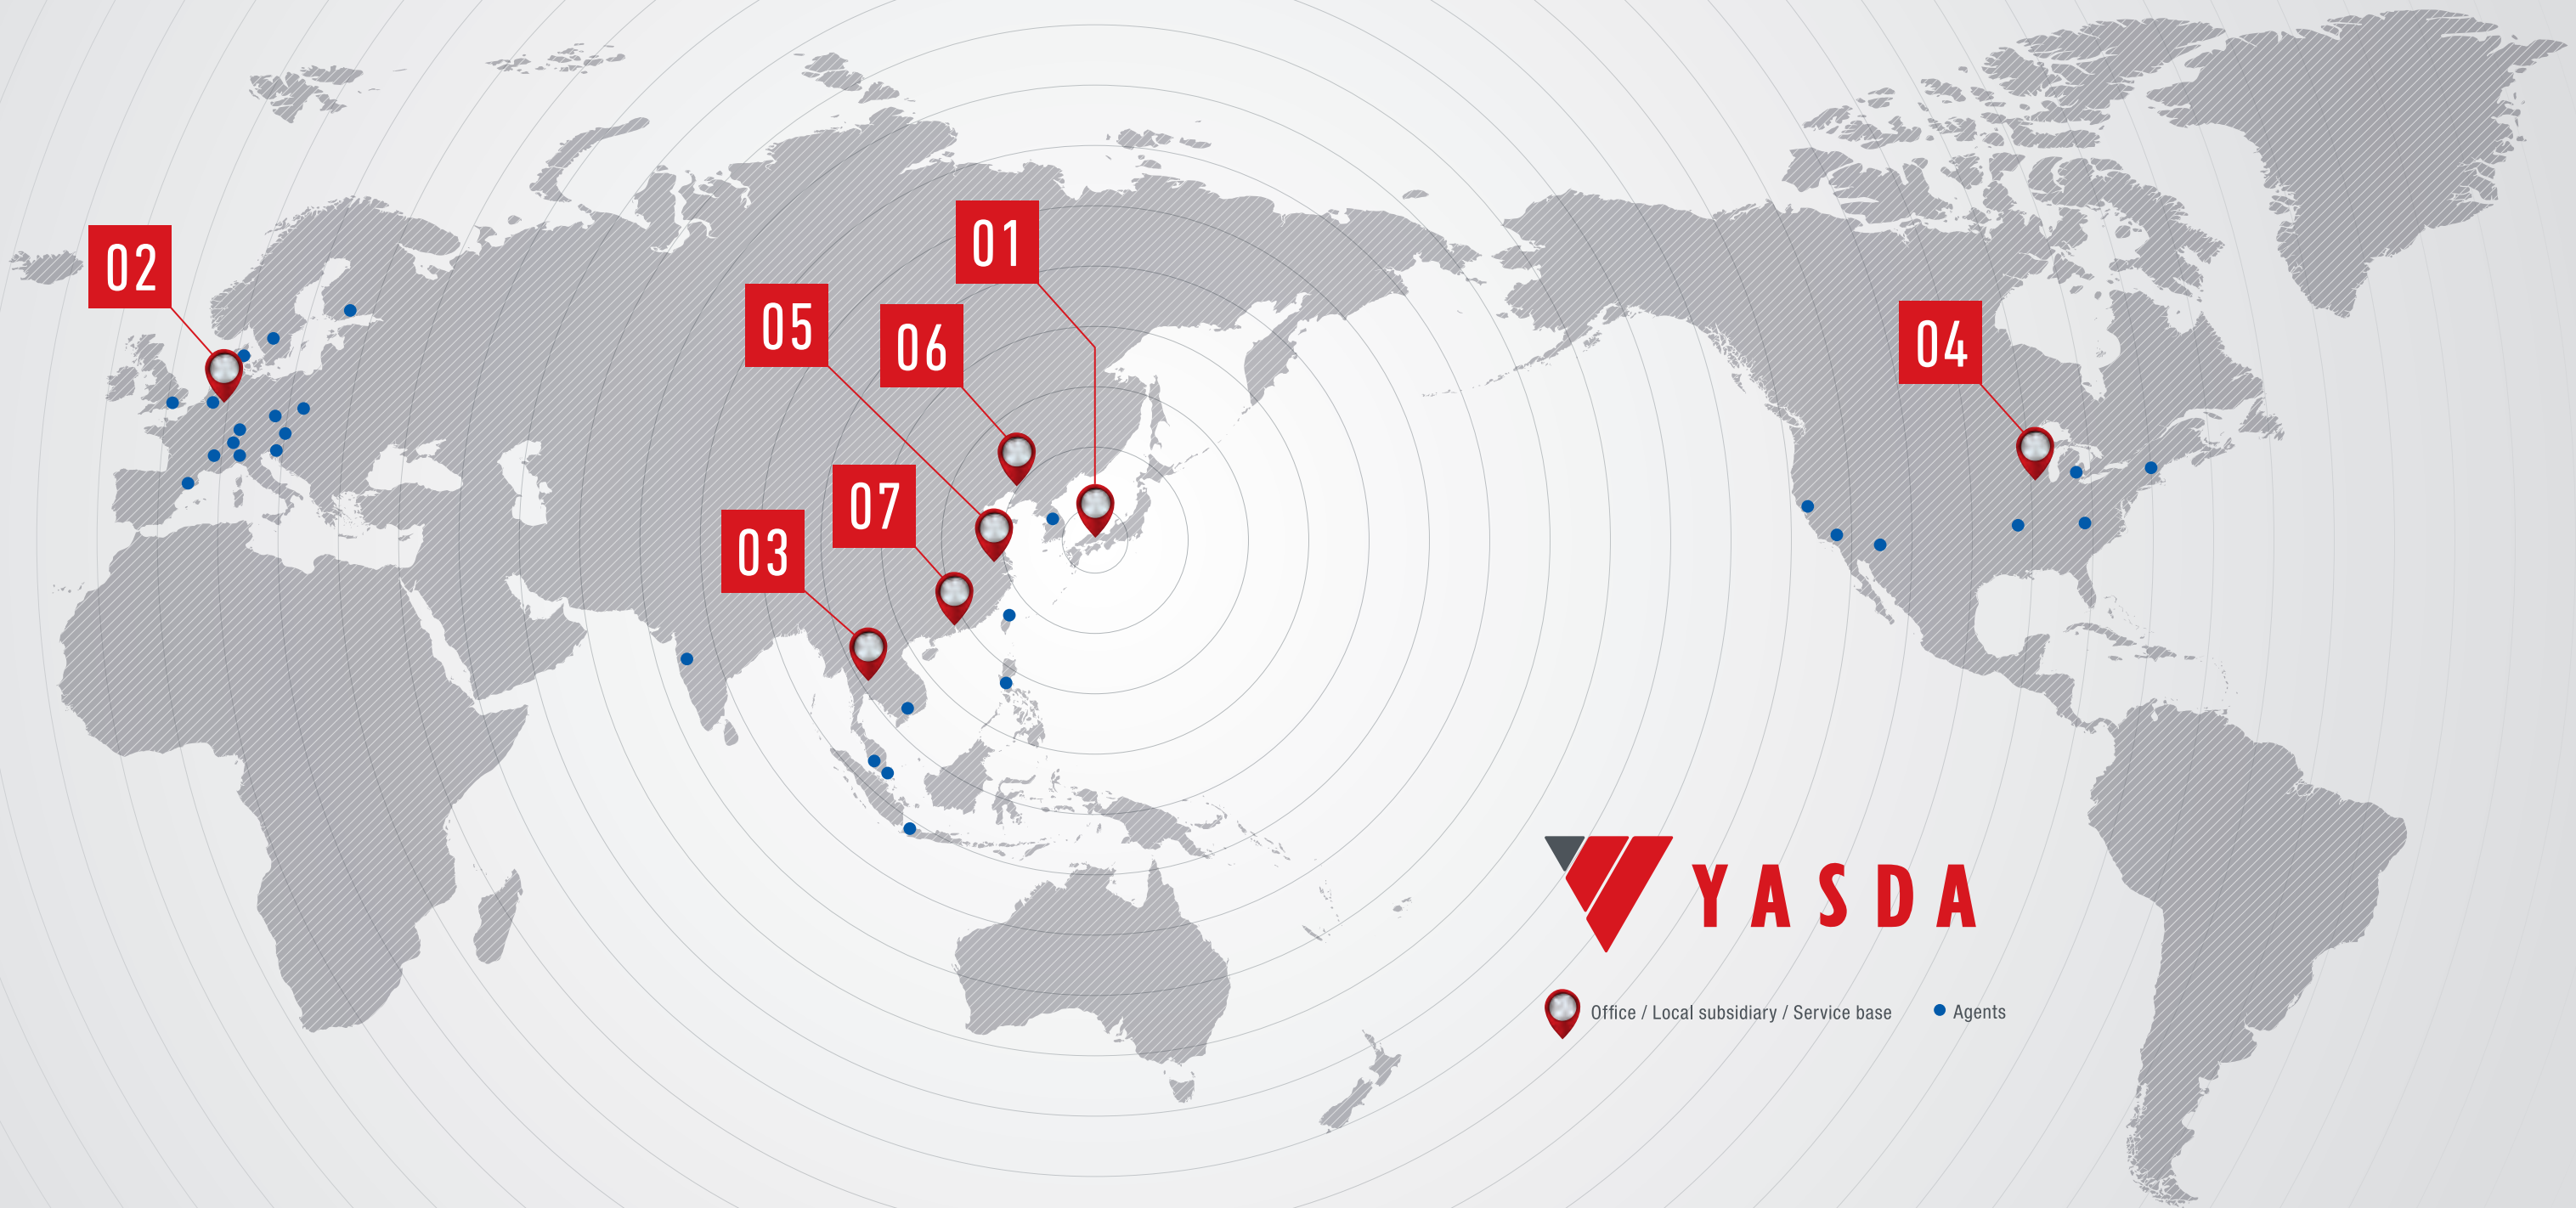 01
02
05
04
06
07
03
YASDA
Office / Local subsidiary / Service base
Agents